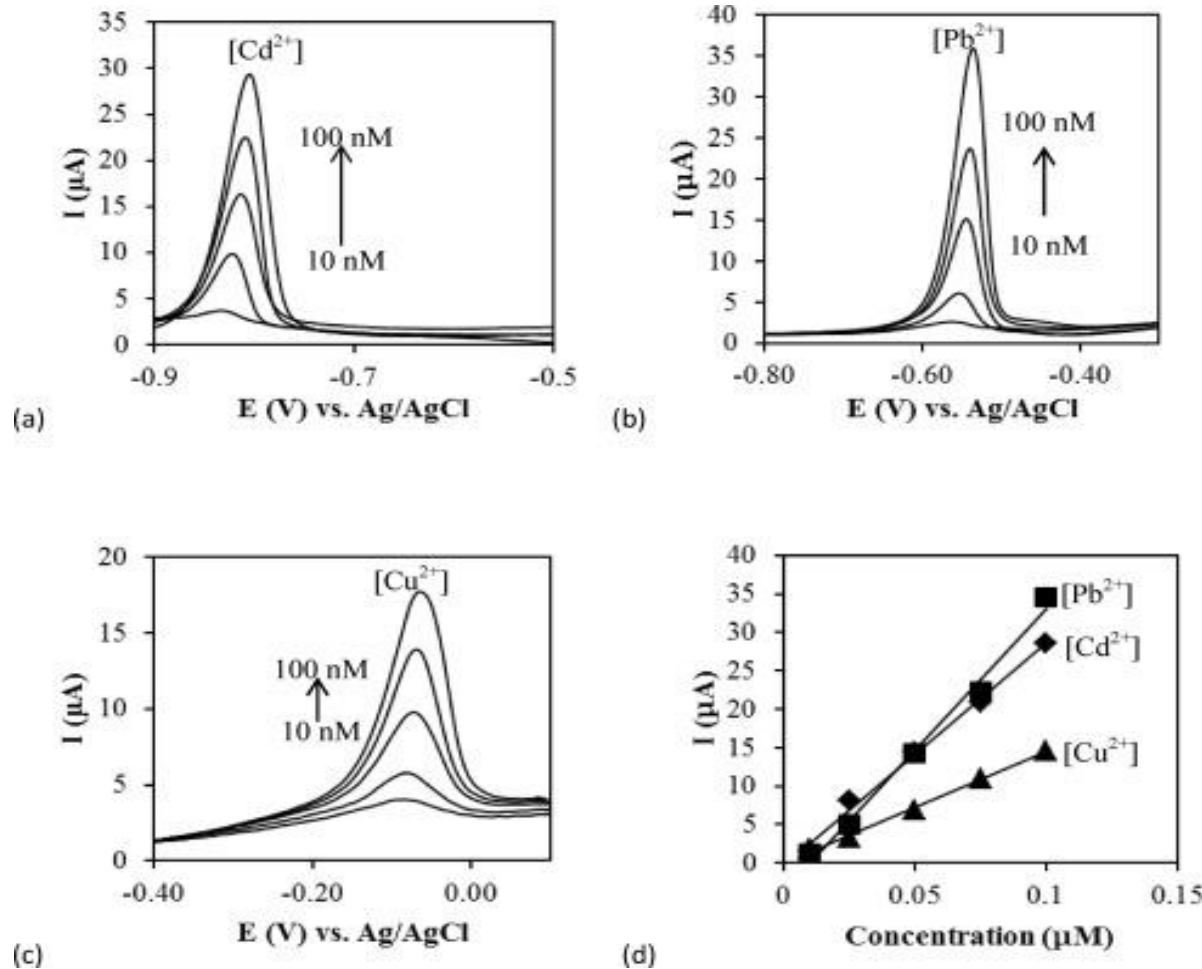 35
30
25
20
15
10
5
0
I (µA)
[Cd²⁺]
100 nM
10 nM
-0.9
-0.7
-0.5
E (V) vs. Ag/AgCl
(a)
40
35
30
25
20
15
10
5
0
I (µA)
[Pb²⁺]
100 nM
10 nM
-0.80
-0.60
-0.40
E (V) vs. Ag/AgCl
(b)
20
15
10
5
0
I (µA)
[Cu²⁺]
100 nM
10 nM
-0.40
-0.20
0.00
E (V) vs. Ag/AgCl
(c)
40
35
30
25
20
15
10
5
0
I (µA)
[Pb²⁺]
[Cd²⁺]
[Cu²⁺]
0
0.05
0.1
0.15
Concentration (µM)
(d)